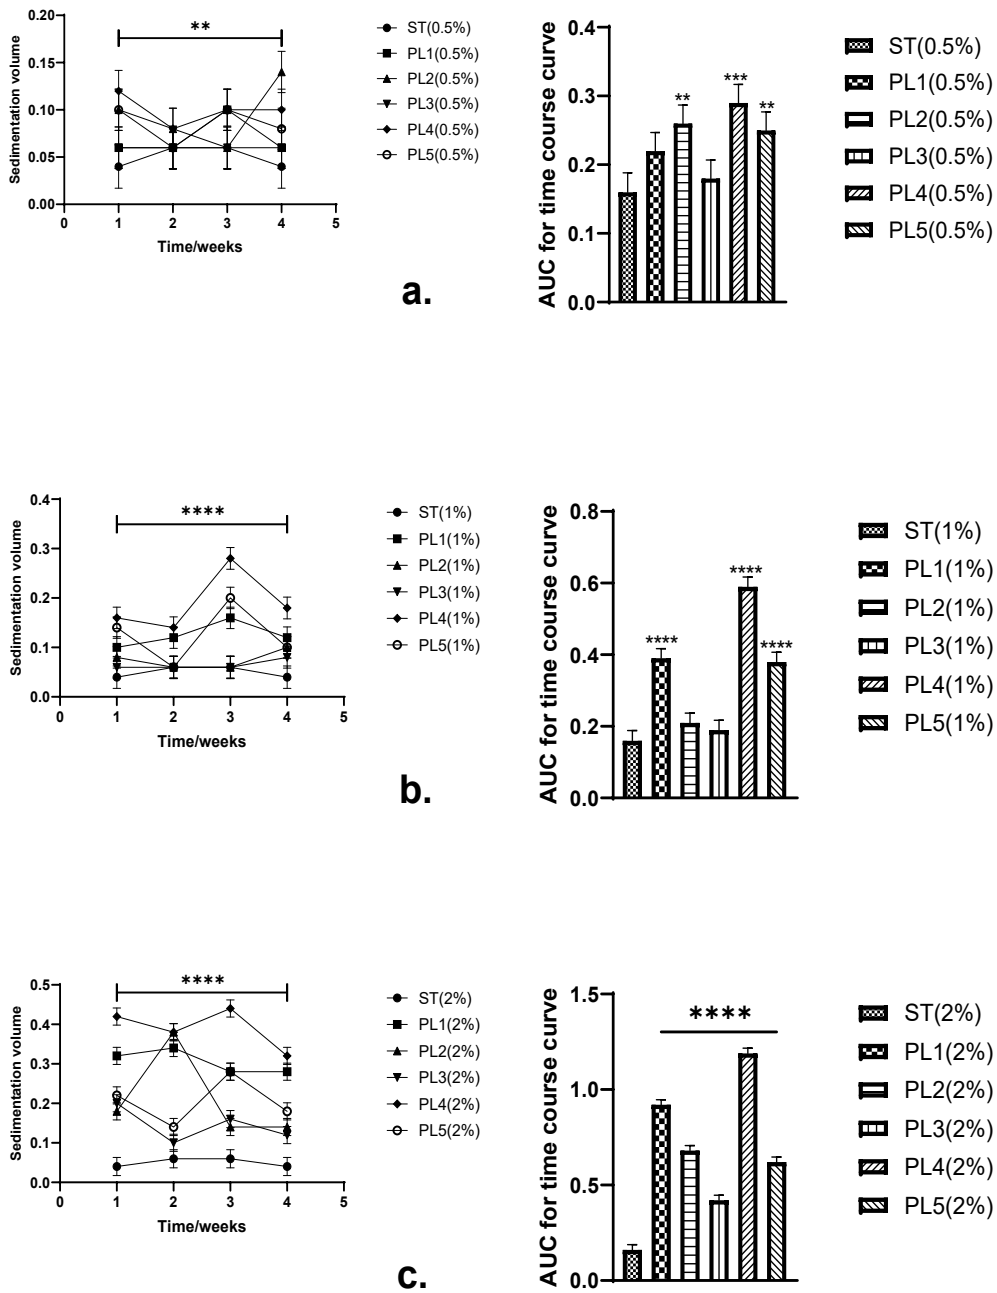 **
Sedimentation volume
0.20
0.15
0.10
0.05
0.00
0 1 2 3 4 5
Time/weeks
ST(0.5%)
PL1(0.5%)
PL2(0.5%)
PL3(0.5%)
PL4(0.5%)
PL5(0.5%)
AUC for time course curve
0.4
0.3
0.2
0.1
0.0
** *** **
ST(0.5%)
PL1(0.5%)
PL2(0.5%)
PL3(0.5%)
PL4(0.5%)
PL5(0.5%)
a.
****
Sedimentation volume
0.4
0.3
0.2
0.1
0.0
0 1 2 3 4 5
Time/weeks
ST(1%)
PL1(1%)
PL2(1%)
PL3(1%)
PL4(1%)
PL5(1%)
AUC for time course curve
0.8
0.6
0.4
0.2
0.0
**** **** ****
ST(1%)
PL1(1%)
PL2(1%)
PL3(1%)
PL4(1%)
PL5(1%)
b.
****
Sedimentation volume
0.5
0.4
0.3
0.2
0.1
0.0
0 1 2 3 4 5
Time/weeks
ST(2%)
PL1(2%)
PL2(2%)
PL3(2%)
PL4(2%)
PL5(2%)
AUC for time course curve
1.5
1.0
0.5
0.0
****
ST(2%)
PL1(2%)
PL2(2%)
PL3(2%)
PL4(2%)
PL5(2%)
c.